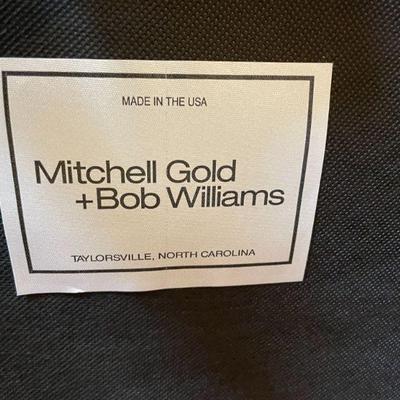 MADE IN THE USA
Mitchell Gold
+Bob Williams
TAYLORSVILLE, NORTH CAROLINA